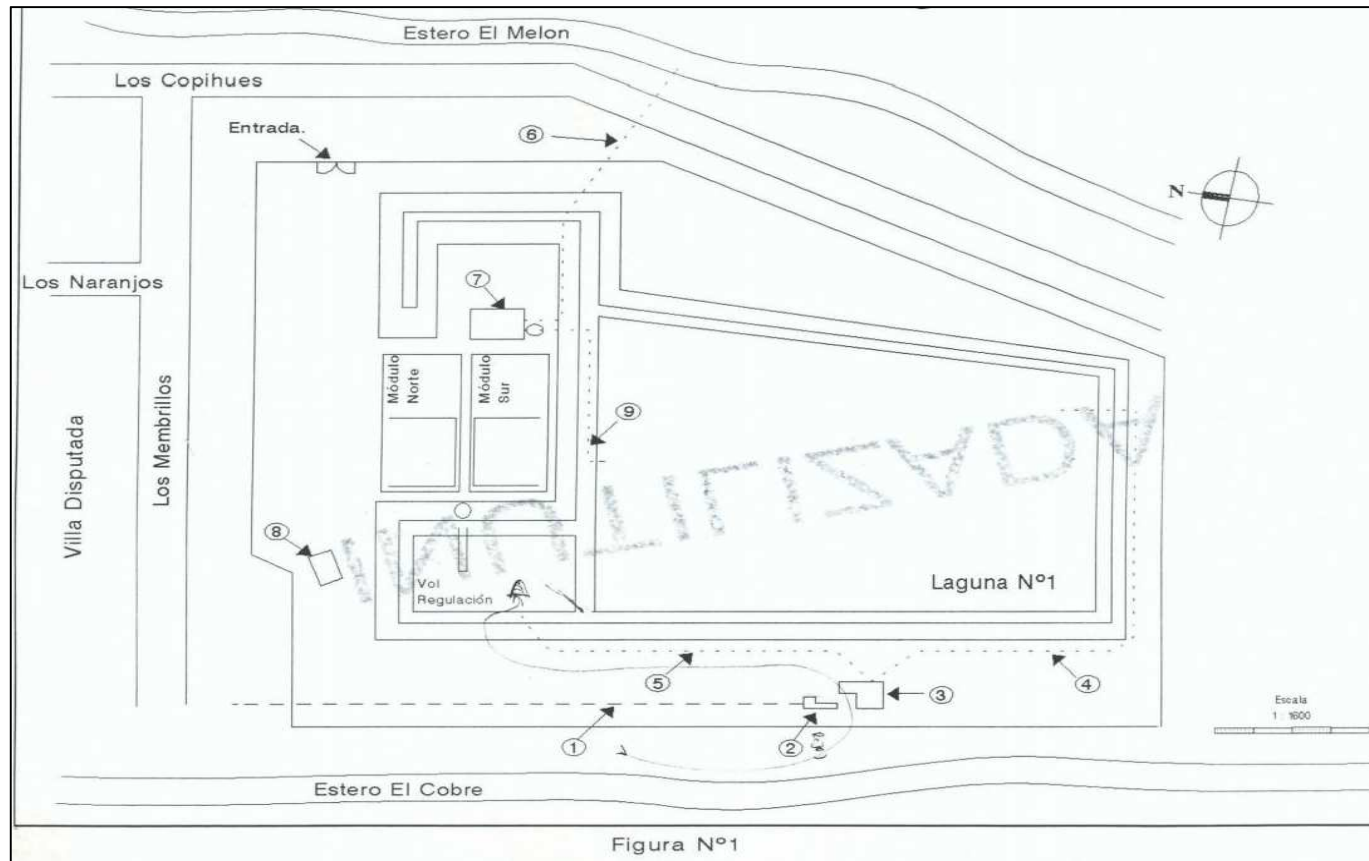 Estero El Melon
Los Copihues
Entrada.
6
N
Los Naranjos
7
Módulo
Norte
Módulo
Sur
9
Villa Disputada
Los Membrillos
8
INUTILIZADA
Vol
Regulación
Laguna Nº1
5
4
3
Escala
1 : 1600
1
2
Estero El Cobre
Figura Nº1